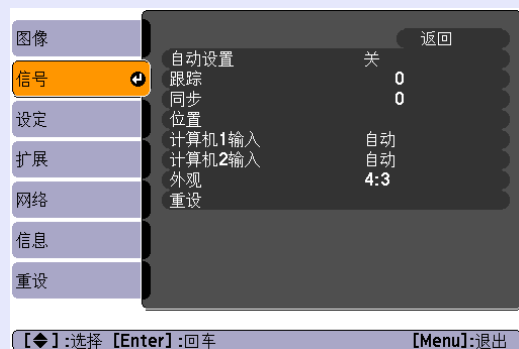 图像
信号
设定
扩展
网络
信息
重设
返回
自动设置 关
跟踪 0
同步 0
位置
计算机1输入 自动
计算机2输入 自动
外观 4:3
重设
[◆]:选择 [Enter]:回车 [Menu]:退出